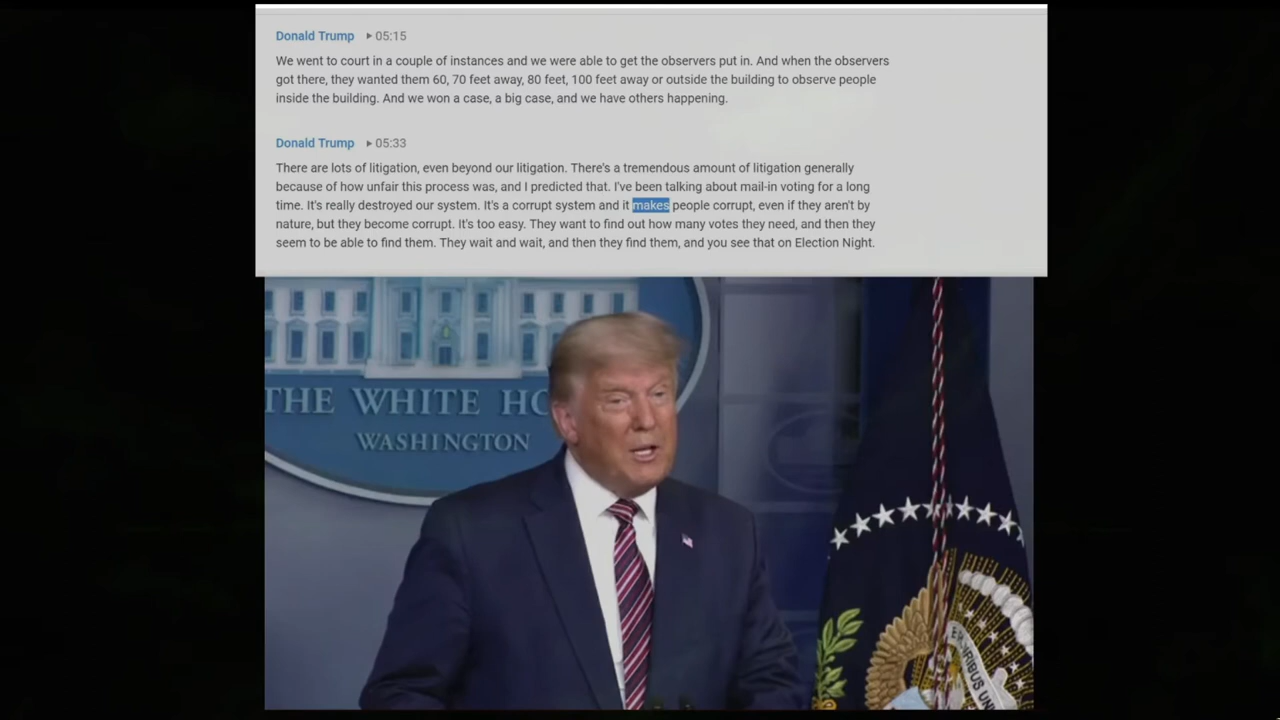 Donald Trump 05:15
We went to court in a couple of instances and we were able to get the observers put in. And when the observers
got there, they wanted them 60, 70 feet away, 80 feet, 100 feet away or outside the building to observe people
inside the building. And we won a case, a big case, and we have others happening.
Donald Trump 05:33
There are lots of litigation, even beyond our litigation. There's a tremendous amount of litigation generally
because of how unfair this process was, and I predicted that. I've been talking about mail-in voting for a long
time. It's really destroyed our system. It's a corrupt system and it makes people corrupt, even if they aren't by
nature, but they become corrupt. It's too easy. They want to find out how many votes they need, and then they
seem to be able to find them. They wait and wait, and then they find them, and you see that on Election Night.
THE WHITE HO
WASHINGTON